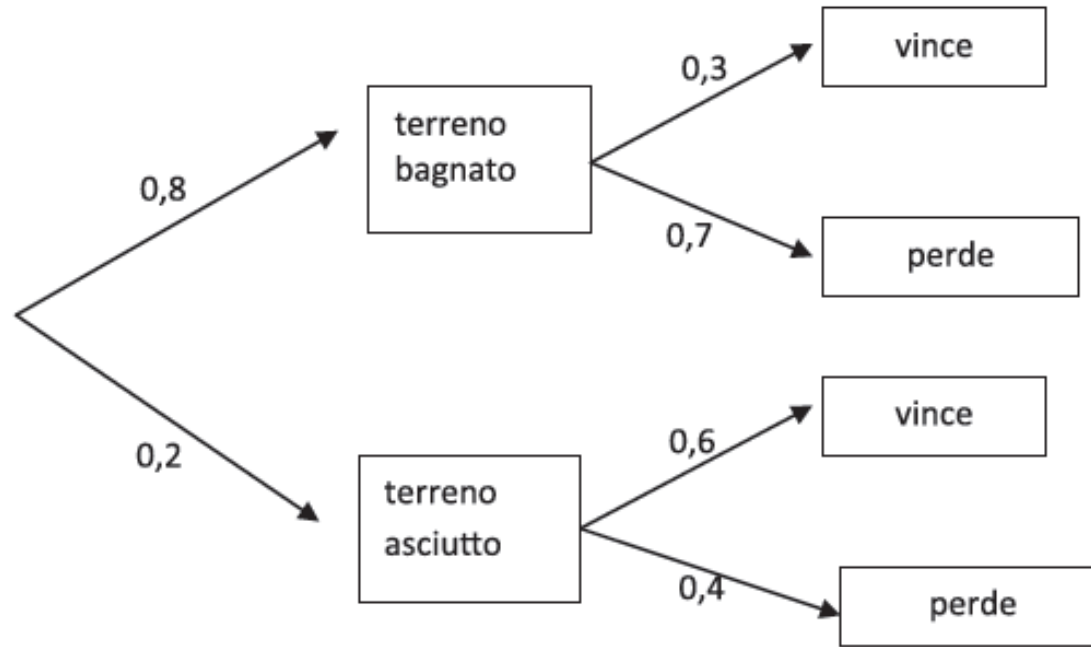 vince
0,3
terreno
bagnato
0,8
0,7
perde
vince
0,6
0,2
terreno
asciutto
0,4
perde